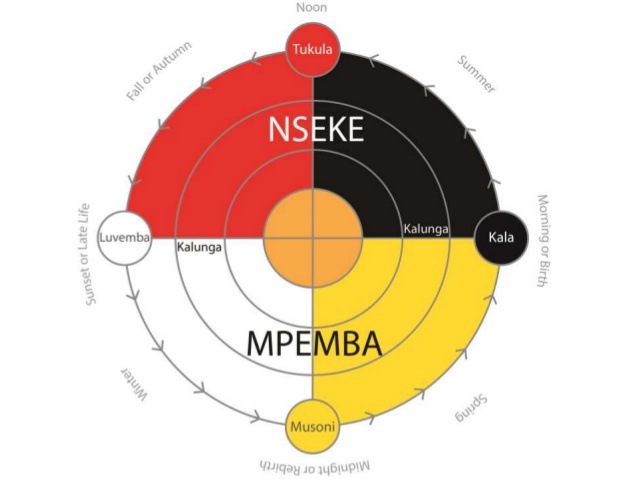 Noon
Tukula
Fall or Autumn
Summer
NSEKE
Luvemba
Kalunga
Kalunga
Kala
Sunset or Late Life
Morning or Birth
MPEMBA
Winter
Spring
Musoni
Midnight or Rebirth